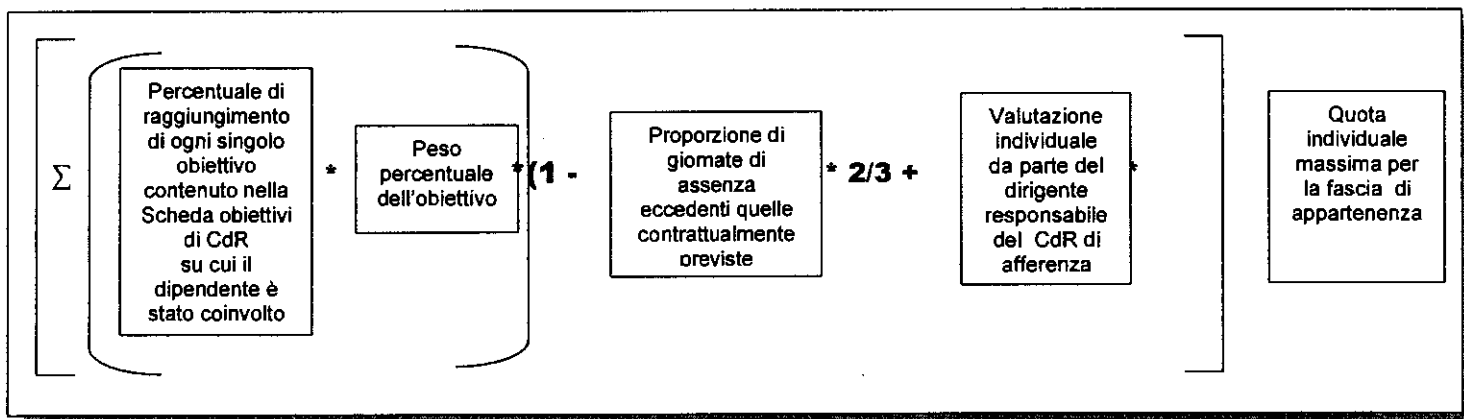 Σ
Percentuale di
raggiungimento
di ogni singolo
obiettivo
contenuto nella
Scheda obiettivi
di CdR
su cui il
dipendente è
stato coinvolto
*
Peso
percentuale
dell'obiettivo
*(1 -
Proporzione di
giornate di
assenza
eccedenti quelle
contrattualmente
previste
* 2/3 +
Valutazione
individuale
da parte del
dirigente
responsabile
del CdR di
afferenza
*
Quota
individuale
massima per
la fascia di
appartenenza